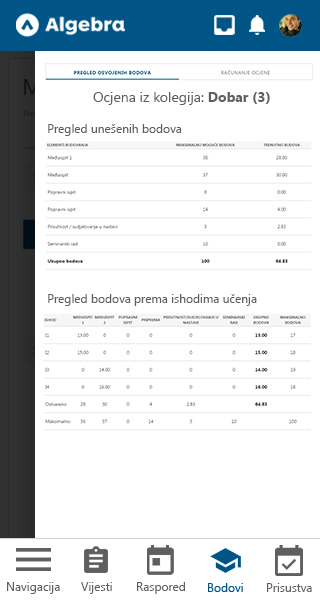 Algebra
PREGLED OSVOJENIH BODOVA RAČUNANJE OCJENE
Ocjena iz kolegija: Dobar (3)
Pregled unešenih bodova
ELEMENTI BODOVANJA MAKSIMALNO MOGUĆE BODOVA TRENUTNO BODOVA
Međuispit 1 36 28.00
Međuispit 37 30.00
Popravni ispit 0 0.00
Popravni ispit 14 4.00
Prisutnost / sudjelovanje u nastavi 3 2.83
Seminarski rad 10 0.00
Ukupno bodova 100 64.83
Pregled bodova prema ishodima učenja
ISHOD MEĐUISPIT 1 MEĐUISPIT 2 POPRAVNI ISPIT PRIPREMA PRISUTNOST/SUDJELOVANJE U NASTAVI SEMINARSKI RAD UKUPNO BODOVA MAKSIMALNO BODOVA
I1 13.00 0 0 0 0 0 13.00 17
I2 15.00 0 0 0 0 0 15.00 18
I3 0 14.00 0 0 0 0 14.00 19
I4 0 16.00 0 0 0 0 16.00 18
Ostvareno 28 30 0 4 2.83 64.83
Maksimalno 36 37 0 14 3 10 100
Navigacija Vijesti Raspored Bodovi Prisustva